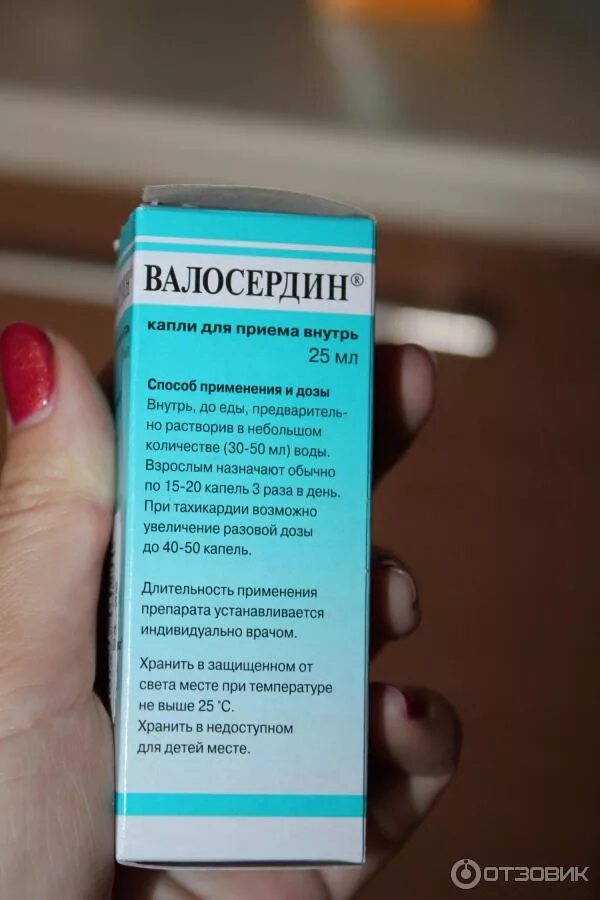 ВАЛОСЕРДИН®
капли для приема внутрь
25 мл
Способ применения и дозы
Внутрь, до еды, предваритель-
но растворив в небольшом
количестве (30-50 мл) воды.
Взрослым назначают обычно
по 15-20 капель 3 раза в день.
При тахикардии возможно
увеличение разовой дозы
до 40-50 капель.
Длительность применения
препарата устанавливается
индивидуально врачом.
Хранить в защищенном от
света месте при температуре
не выше 25 °С.
Хранить в недоступном
для детей месте.
ОТЗОВИК